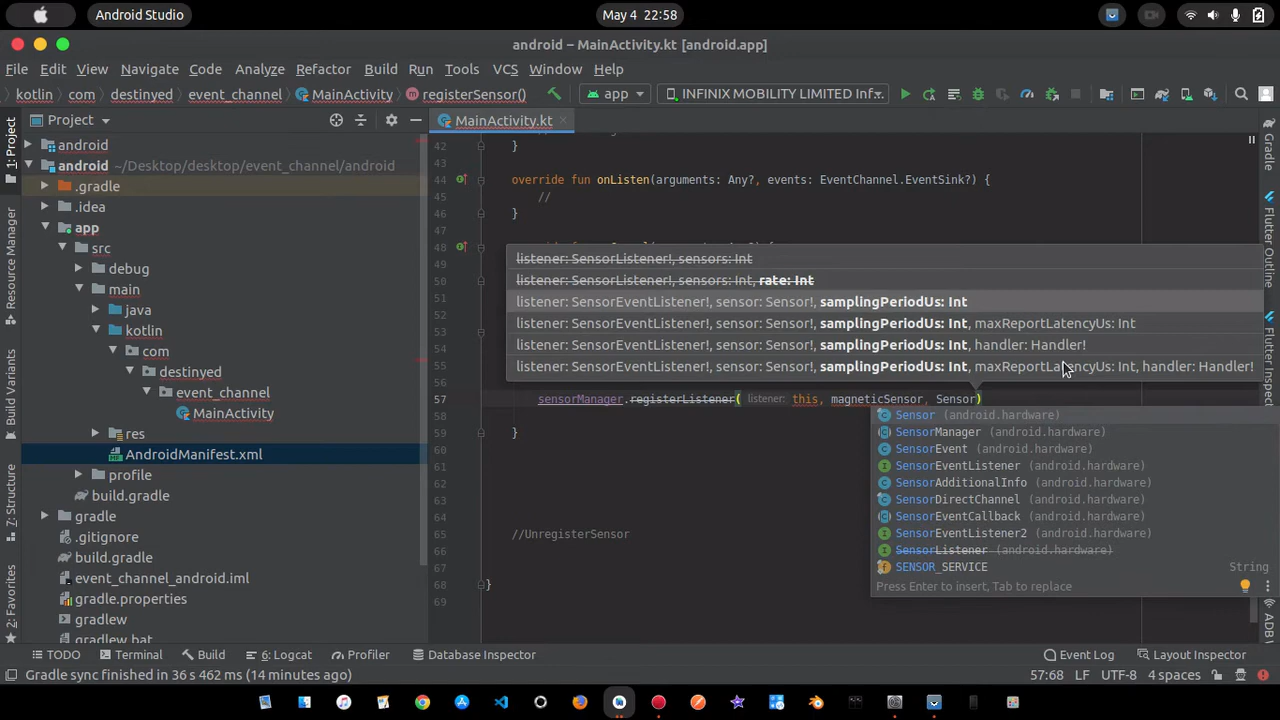 Android Studio
May 4  22:58
android – MainActivity.kt [android.app]
File Edit View Navigate Code Analyze Refactor Build Run Tools VCS Window Help
kotlin com destinyed event_channel MainActivity registerSensor() app INFINIX MOBILITY LIMITED Inf...
Project
MainActivity.kt
1: Project
Resource Manager
Build Variants
Z: Structure
2: Favorites
android
android ~/Desktop/desktop/event_channel/android
.gradle
.idea
app
src
debug
main
java
kotlin
com
destinyed
event_channel
MainActivity
res
AndroidManifest.xml
profile
build.gradle
gradle
.gitignore
build.gradle
event_channel_android.iml
gradle.properties
gradlew
gradlew.bat
42 }
43
44 override fun onListen(arguments: Any?, events: EventChannel.EventSink?) {
45 //
46 }
47
48
49
50
51
52
53
54
55
56
57 sensorManager.registerListener( listener: this, magneticSensor, Sensor)
58
59 }
60
61
62
63
64
65 //UnregisterSensor
66
67
68 }
69
listener: SensorListener!, sensors: Int
listener: SensorListener!, sensors: Int, rate: Int
listener: SensorEventListener!, sensor: Sensor!, samplingPeriodUs: Int
listener: SensorEventListener!, sensor: Sensor!, samplingPeriodUs: Int, maxReportLatencyUs: Int
listener: SensorEventListener!, sensor: Sensor!, samplingPeriodUs: Int, handler: Handler!
listener: SensorEventListener!, sensor: Sensor!, samplingPeriodUs: Int, maxReportLatencyUs: Int, handler: Handler!
Sensor (android.hardware)
SensorManager (android.hardware)
SensorEvent (android.hardware)
SensorEventListener (android.hardware)
SensorAdditionalInfo (android.hardware)
SensorDirectChannel (android.hardware)
SensorEventCallback (android.hardware)
SensorEventListener2 (android.hardware)
SensorListener (android.hardware)
SENSOR_SERVICE String
Press Enter to insert, Tab to replace
Gradle
Flutter Outline
Flutter Inspector
ADB
TODO Terminal Build 6: Logcat Profiler Database Inspector Event Log Layout Inspector
Gradle sync finished in 36 s 462 ms (14 minutes ago) 57:68 LF UTF-8 4 spaces